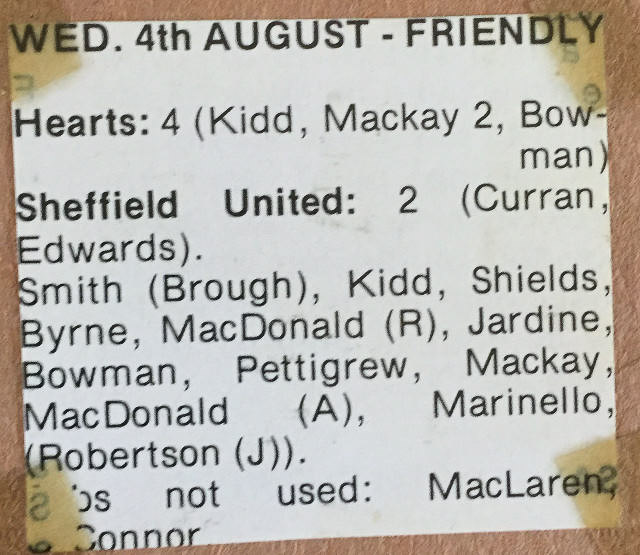 WED. 4th AUGUST - FRIENDLY
Hearts: 4 (Kidd, Mackay 2, Bow-
man)
Sheffield United: 2 (Curran,
Edwards).
Smith (Brough), Kidd, Shields,
Byrne, MacDonald (R), Jardine,
Bowman, Pettigrew, Mackay,
MacDonald (A), Marinello,
(Robertson (J)).
not used: MacLaren,
Connor